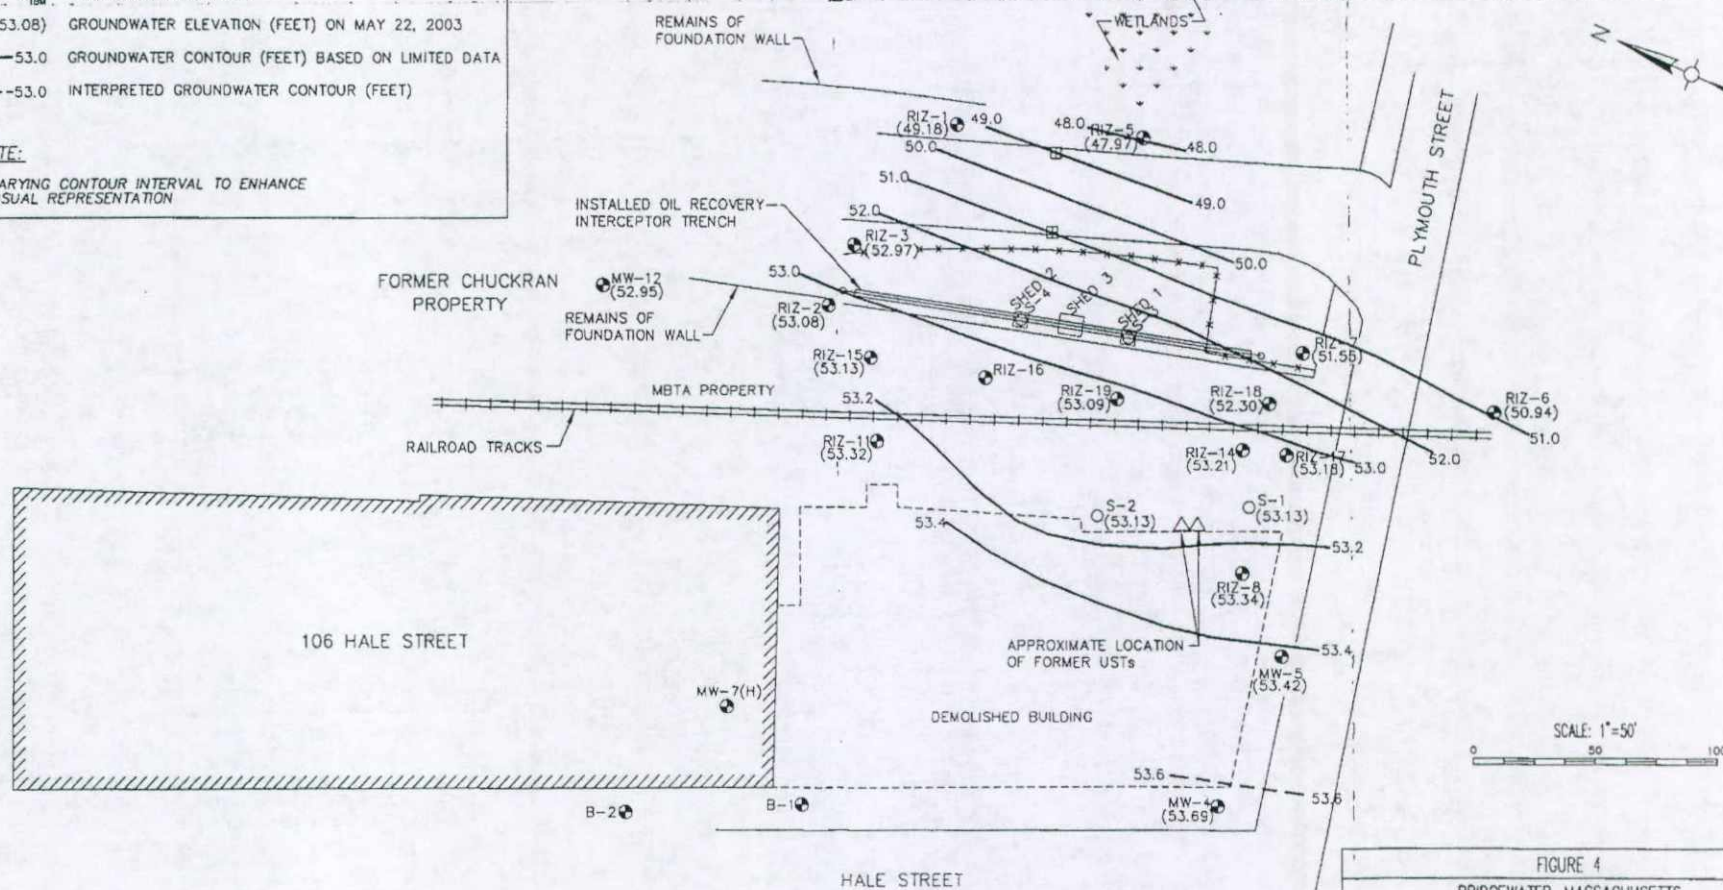 53.08) GROUNDWATER ELEVATION (FEET) ON MAY 22, 2003
—53.0 GROUNDWATER CONTOUR (FEET) BASED ON LIMITED DATA
--53.0 INTERPRETED GROUNDWATER CONTOUR (FEET)
TE:
ARYING CONTOUR INTERVAL TO ENHANCE
SUAL REPRESENTATION
REMAINS OF
FOUNDATION WALL
WETLANDS
N
PLYMOUTH STREET
RIZ-1
(49.18)
49.0
48.0
RIZ-5
(47.97)
48.0
50.0
51.0
49.0
INSTALLED OIL RECOVERY
INTERCEPTOR TRENCH
52.0
RIZ-3
(52.97)
50.0
FORMER CHUCKRAN
PROPERTY
MW-12
(52.95)
53.0
RIZ-2
(53.08)
REMAINS OF
FOUNDATION WALL
SHED 2
S-4
SHED 3
SHED 1
RIZ-7
(51.55)
RIZ-15
(53.13)
RIZ-16
MBTA PROPERTY
53.2
RIZ-19
(53.09)
RIZ-18
(52.30)
RIZ-6
(50.94)
51.0
RAILROAD TRACKS
RIZ-11
(53.32)
RIZ-14
(53.21)
RIZ-17
(53.18)
53.0
52.0
S-2
(53.13)
S-1
(53.13)
53.4
53.2
RIZ-8
(53.34)
106 HALE STREET
APPROXIMATE LOCATION
OF FORMER USTs
53.4
MW-5
(53.42)
MW-7(H)
DEMOLISHED BUILDING
SCALE: 1"=50'
0 50 100
53.6
53.6
B-2
B-1
MW-4
(53.69)
HALE STREET
FIGURE 4
BRIDGEWATER, MASSACHUSETTS